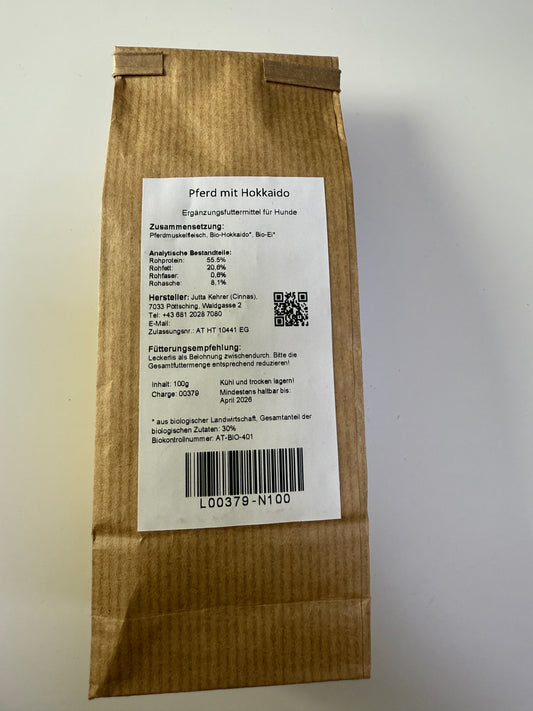 Pferd mit Hokkaido
Ergänzungsfuttermittel für Hunde
Zusammensetzung:
Pferdmuskelfleisch, Bio-Hokkaido*, Bio-Ei*
Analytische Bestandteile:
Rohprotein: 55,5%
Rohfett: 20,6%
Rohfaser: 0,6%
Rohasche: 8,1%
Hersteller: Jutta Kehrer (Cinnas),
7033 Pöttsching, Waldgasse 2
Tel: +43 681 2028 7080
E-Mail:
Zulassungsnr.: AT HT 10441 EG
Fütterungsempfehlung:
Leckerlis als Belohnung zwischendurch. Bitte die
Gesamtfuttermenge entsprechend reduzieren!
Inhalt: 100g Kühl und trocken lagern!
Charge: 00379 Mindestens haltbar bis:
April 2026
* aus biologischer Landwirtschaft, Gesamtanteil der
biologischen Zutaten: 30%
Biokontrollnummer: AT-BIO-401
L00379-N100